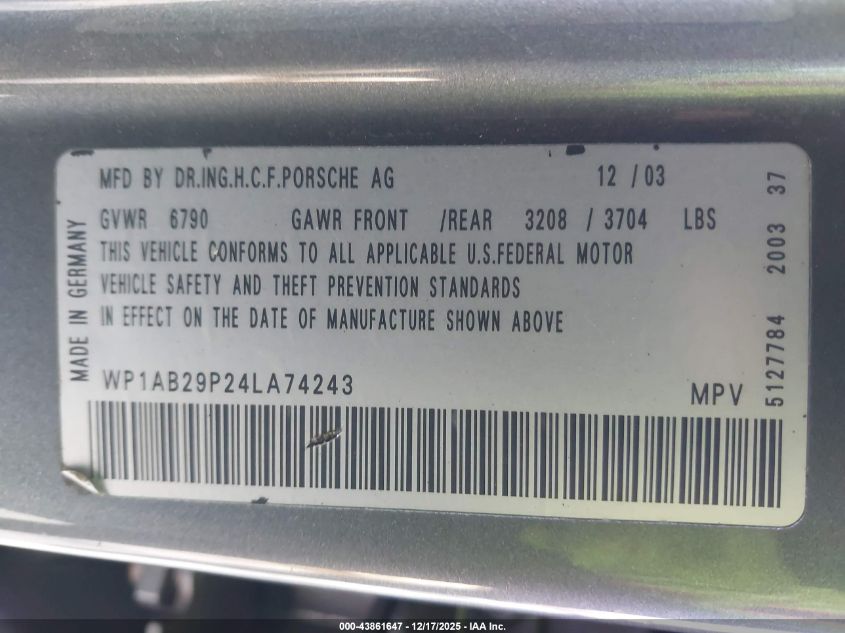 MFD BY DR.ING.H.C.F.PORSCHE AG 12 /03
GVWR 6790 GAWR FRONT /REAR 3208 / 3704 LBS
THIS VEHICLE CONFORMS TO ALL APPLICABLE U.S.FEDERAL MOTOR
VEHICLE SAFETY AND THEFT PREVENTION STANDARDS
IN EFFECT ON THE DATE OF MANUFACTURE SHOWN ABOVE
WP1AB29P24LA74243 MPV
MADE IN GERMANY
5127784 2003 37
000-43861647 - 12/17/2025 - IAA Inc.